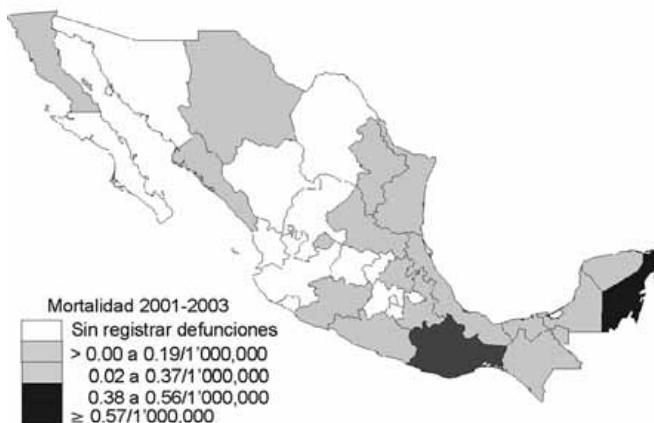 Mortalidad 2001-2003
Sin registrar defunciones
> 0.00 a 0.19/1'000,000
0.02 a 0.37/1'000,000
0.38 a 0.56/1'000,000
≥ 0.57/1'000,000